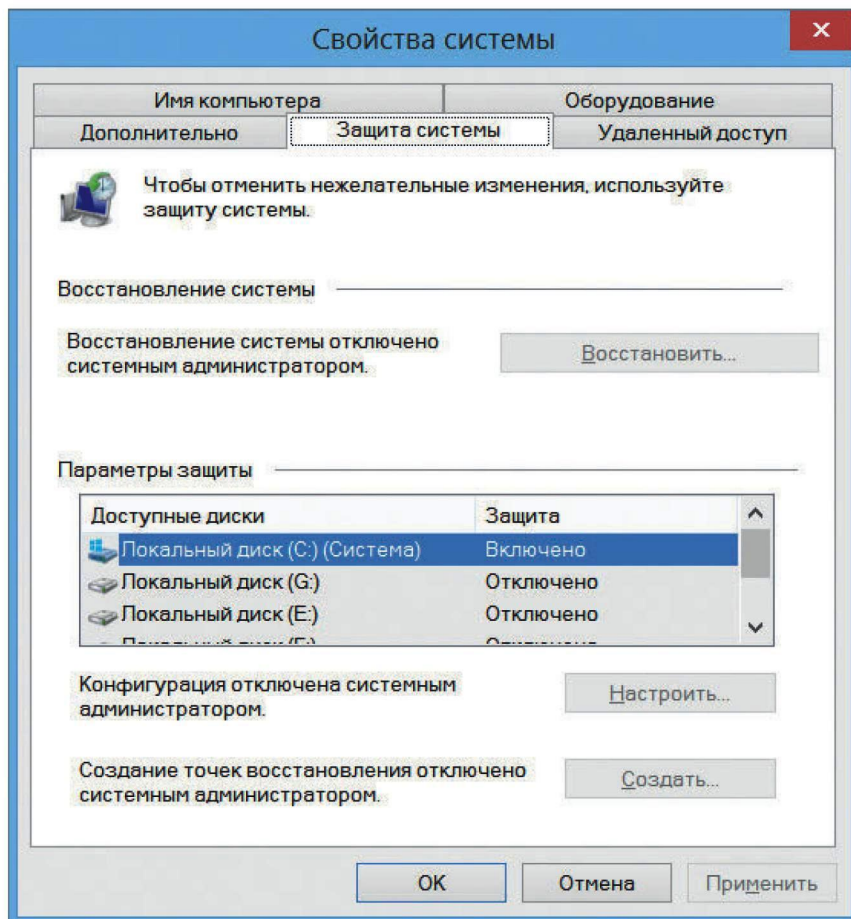 Свойства системы
Имя компьютера
Оборудование
Дополнительно
Защита системы
Удаленный доступ
Чтобы отменить нежелательные изменения, используйте
защиту системы.
Восстановление системы
Восстановление системы отключено
системным администратором.
Восстановить...
Параметры защиты
Доступные диски
Защита
Локальный диск (C:) (Система)
Включено
Локальный диск (G:)
Отключено
Локальный диск (E:)
Отключено
Конфигурация отключена системным
администратором.
Настроить...
Создание точек восстановления отключено
системным администратором.
Создать...
OK
Отмена
Применить